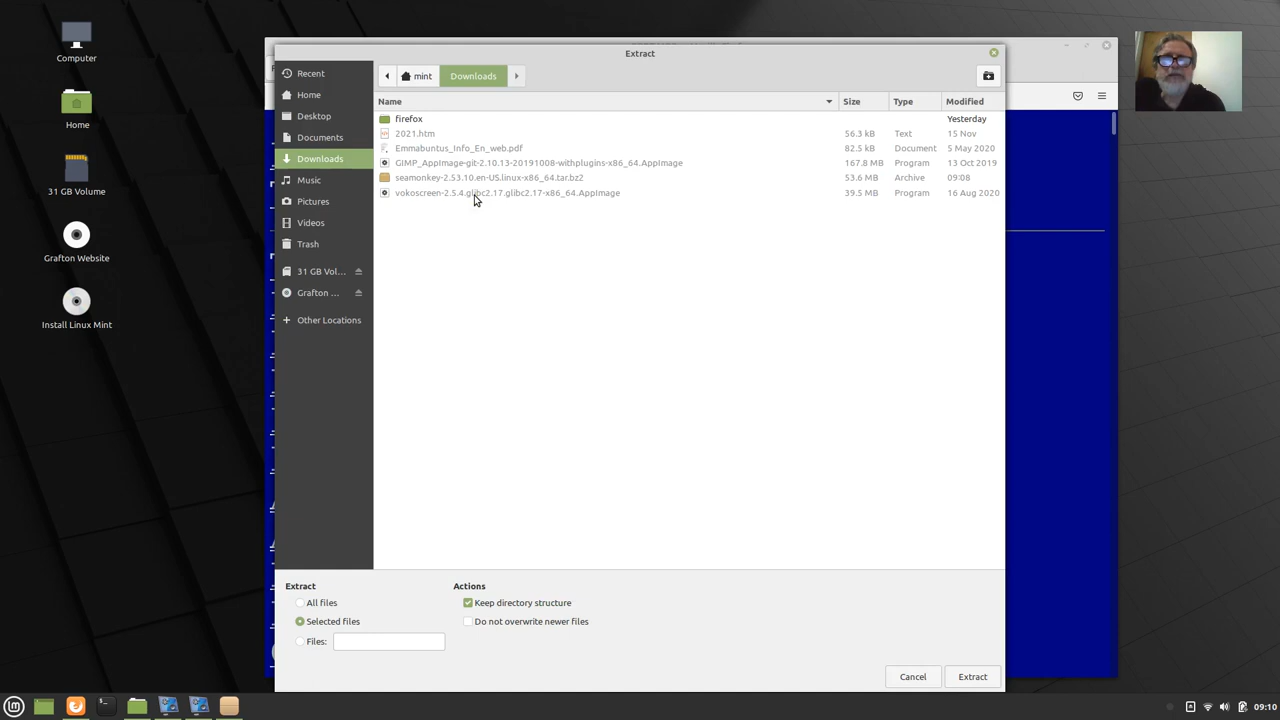 Computer
Home
31 GB Volume
Grafton Website
Install Linux Mint
Extract
mint
Downloads
Recent
Home
Desktop
Documents
Downloads
Music
Pictures
Videos
Trash
31 GB Vol...
Grafton ...
Other Locations
Name Size Type Modified
firefox Yesterday
2021.htm 56.3 kB Text 15 Nov
Emmabuntus_Info_En_web.pdf 82.5 kB Document 5 May 2020
GIMP_AppImage-git-2.10.13-20191008-withplugins-x86_64.AppImage 167.8 MB Program 13 Oct 2019
seamonkey-2.53.10.en-US.linux-x86_64.tar.bz2 Archive 09:08
vokoscreen-2.5.4.glibc2.17.glibc2.17-x86_64.AppImage 39.5 MB Program 16 Aug 2020
Extract
All files
Selected files
Files:
Actions
Keep directory structure
Do not overwrite newer files
Cancel
Extract
09:10